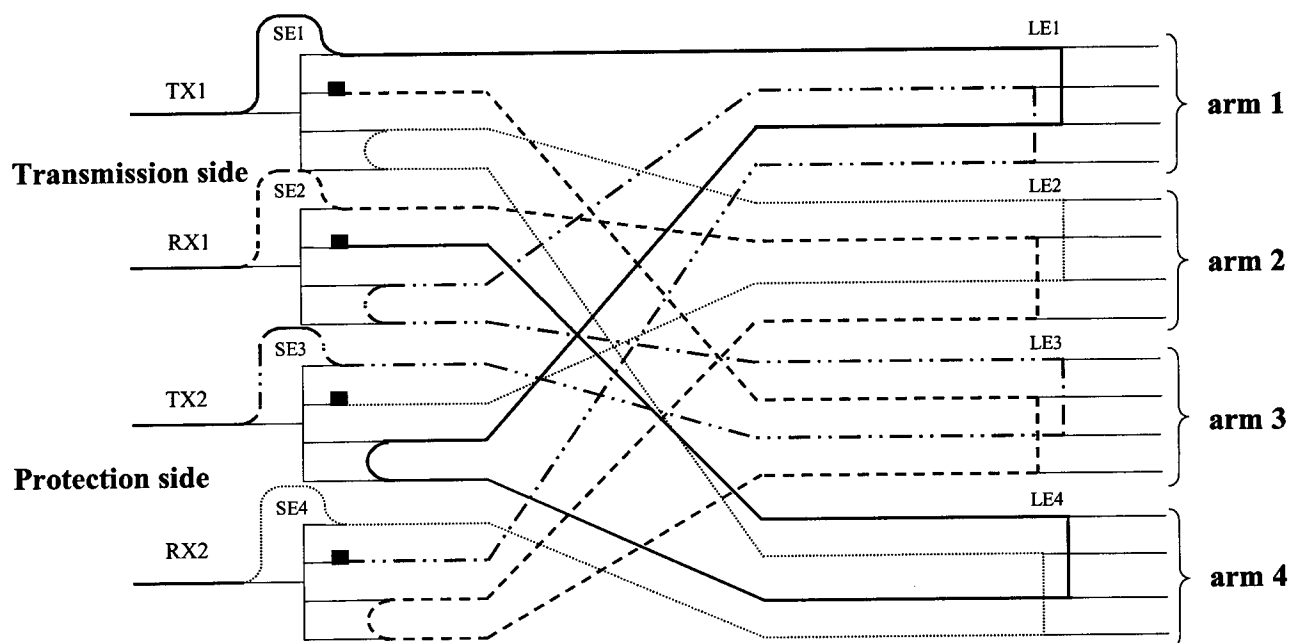 SE1
LE1
TX1
arm 1
Transmission side
SE2
LE2
RX1
arm 2
SE3
LE3
TX2
arm 3
Protection side
SE4
LE4
RX2
arm 4